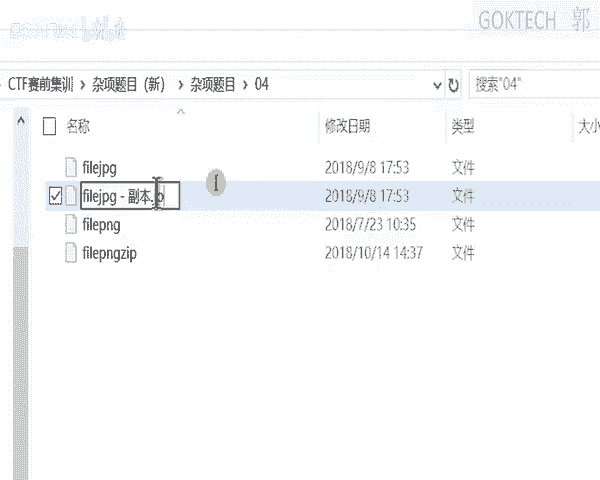 GOKTECH 郭
CTF赛前集训 > 杂项题目（新） > 杂项题目 > 04
搜索"04"
名称 修改日期 类型 大小
filejpg 2018/9/8 17:53 文件
filejpg - 副本.jp 2018/9/8 17:53 文件
filepng 2018/7/23 10:35 文件
filepngzip 2018/10/14 14:37 文件